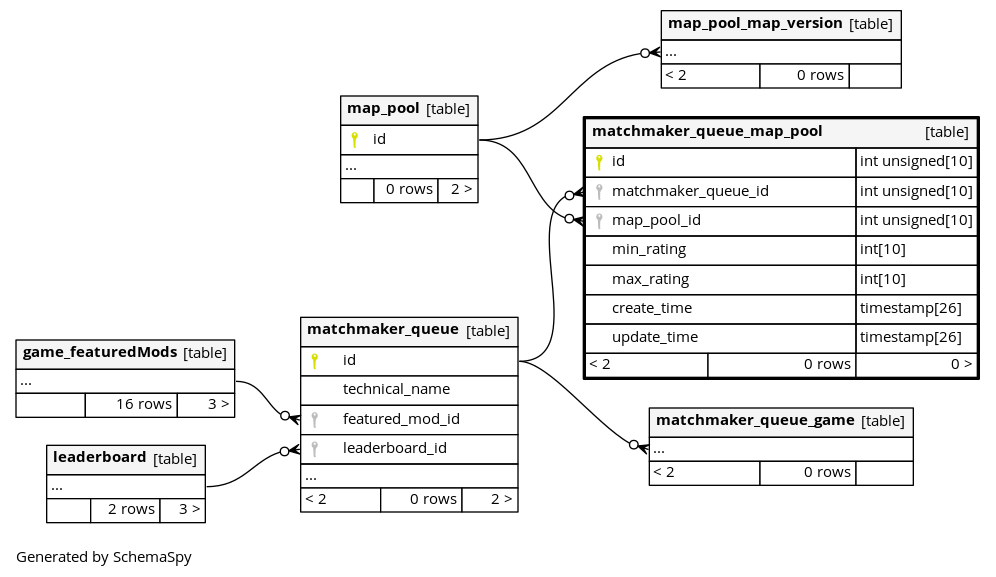 map_pool_map_version [table]
...
< 2 0 rows
map_pool [table]
id
...
0 rows 2 >
matchmaker_queue_map_pool [table]
id int unsigned[10]
matchmaker_queue_id int unsigned[10]
map_pool_id int unsigned[10]
min_rating int[10]
max_rating int[10]
create_time timestamp[26]
update_time timestamp[26]
< 2 0 rows 0 >
matchmaker_queue [table]
id
technical_name
featured_mod_id
leaderboard_id
...
< 2 0 rows 2 >
game_featuredMods [table]
...
16 rows 3 >
leaderboard [table]
...
2 rows 3 >
matchmaker_queue_game [table]
...
< 2 0 rows
Generated by SchemaSpy